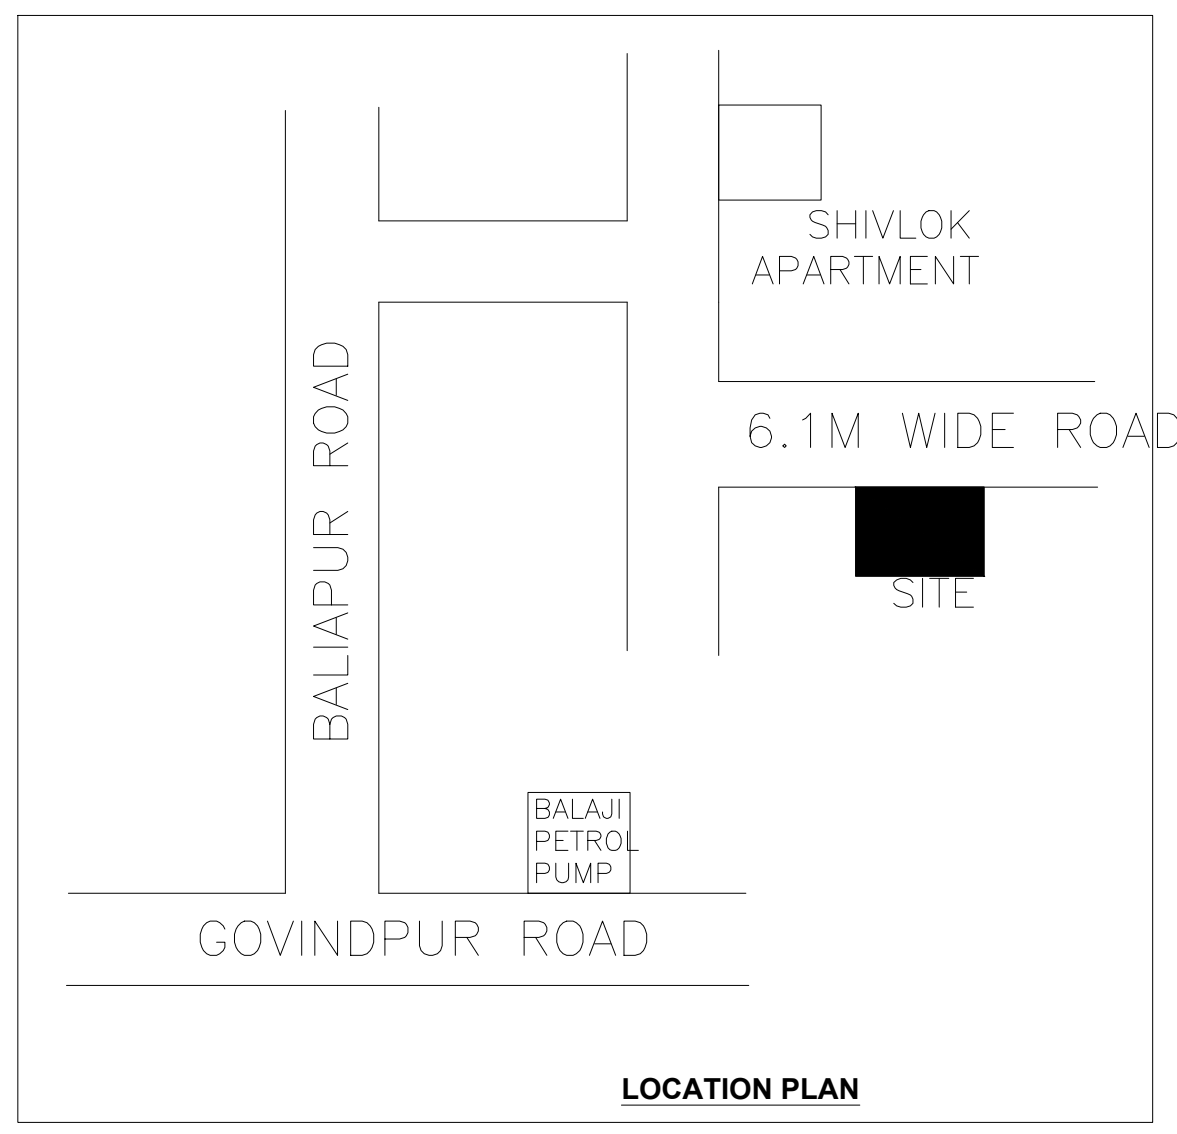 SHIVLOK
APARTMENT
6.1M WIDE ROAD
BALIAPUR ROAD
SITE
BALAJI
PETROL
PUMP
GOVINDPUR ROAD
LOCATION PLAN